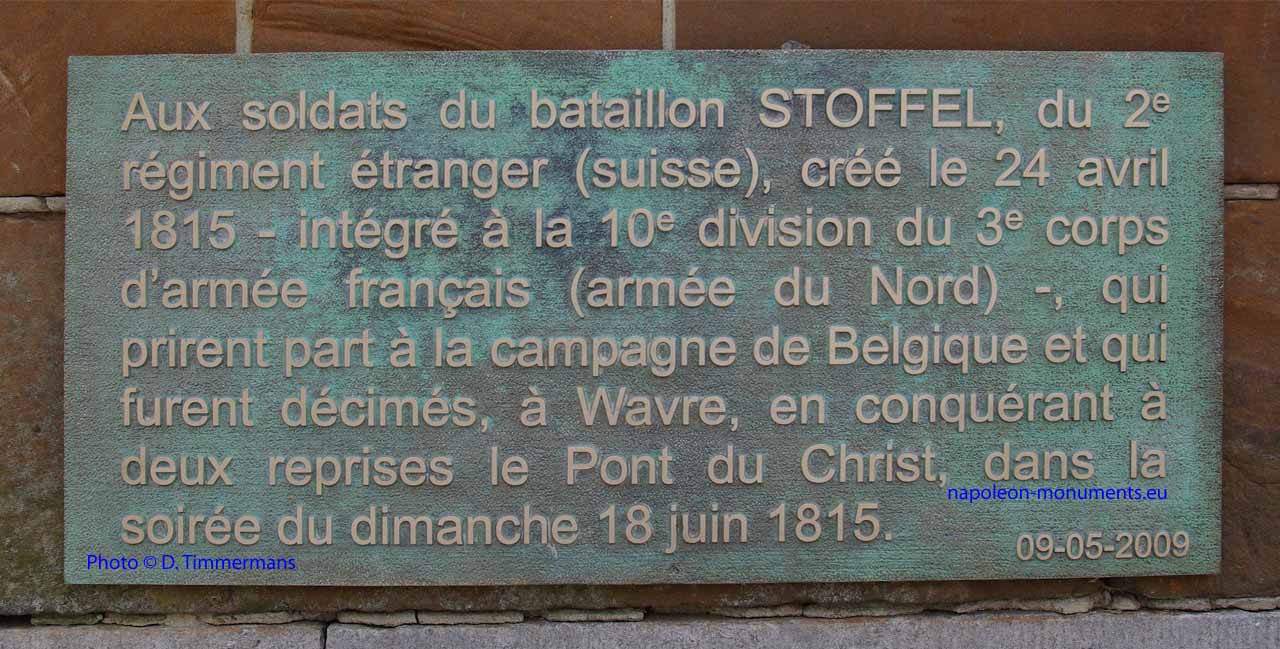 Aux soldats du bataillon STOFFEL, du 2e
régiment étranger (suisse), créé le 24 avril
1815 - intégré à la 10e division du 3e corps
d'armée français (armée du Nord) -, qui
prirent part à la campagne de Belgique et qui
furent décimés, à Wavre, en conquérant à
deux reprises le Pont du Christ, dans la
napoleon-monuments.eu
soirée du dimanche 18 juin 1815.
09-05-2009
Photo © D. Timmermans